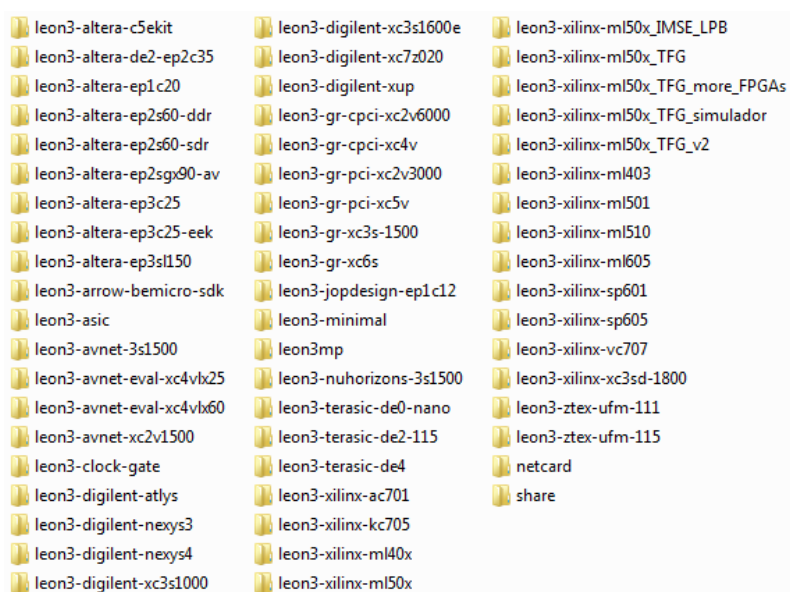 leon3-altera-c5ekit
leon3-altera-de2-ep2c35
leon3-altera-ep1c20
leon3-altera-ep2s60-ddr
leon3-altera-ep2s60-sdr
leon3-altera-ep2sgx90-av
leon3-altera-ep3c25
leon3-altera-ep3c25-eek
leon3-altera-ep3sl150
leon3-arrow-bemicro-sdk
leon3-asic
leon3-avnet-3s1500
leon3-avnet-eval-xc4vlx25
leon3-avnet-eval-xc4vlx60
leon3-avnet-xc2v1500
leon3-clock-gate
leon3-digilent-atlys
leon3-digilent-nexys3
leon3-digilent-nexys4
leon3-digilent-xc3s1000
leon3-digilent-xc3s1600e
leon3-digilent-xc7z020
leon3-digilent-xup
leon3-gr-cpci-xc2v6000
leon3-gr-cpci-xc4v
leon3-gr-pci-xc2v3000
leon3-gr-pci-xc5v
leon3-gr-xc3s-1500
leon3-gr-xc6s
leon3-jopdesign-ep1c12
leon3-minimal
leon3mp
leon3-nuhorizons-3s1500
leon3-terasic-de0-nano
leon3-terasic-de2-115
leon3-terasic-de4
leon3-xilinx-ac701
leon3-xilinx-kc705
leon3-xilinx-ml40x
leon3-xilinx-ml50x
leon3-xilinx-ml50x_IMSE_LPB
leon3-xilinx-ml50x_TFG
leon3-xilinx-ml50x_TFG_more_FPGAs
leon3-xilinx-ml50x_TFG_simulador
leon3-xilinx-ml50x_TFG_v2
leon3-xilinx-ml403
leon3-xilinx-ml501
leon3-xilinx-ml510
leon3-xilinx-ml605
leon3-xilinx-sp601
leon3-xilinx-sp605
leon3-xilinx-vc707
leon3-xilinx-xc3sd-1800
leon3-ztex-ufm-111
leon3-ztex-ufm-115
netcard
share